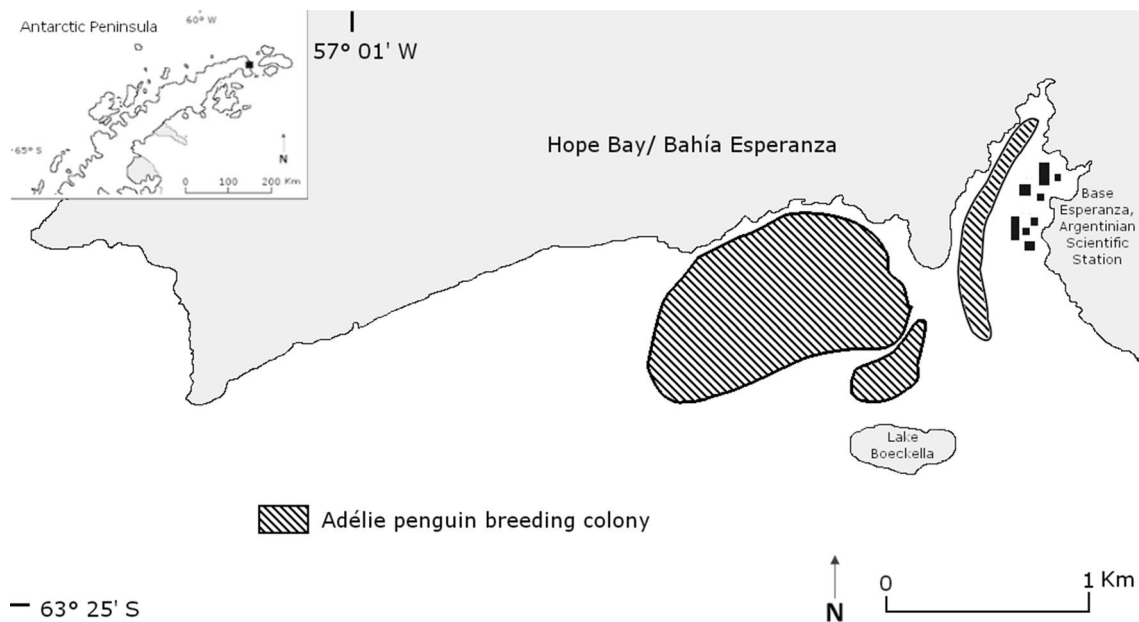 Antarctic Peninsula
60° W
65° S
N
0 100 200 Km
57° 01' W
Hope Bay/ Bahía Esperanza
Base
Esperanza,
Argentinian
Scientific
Station
Lake
Boeckella
Adélie penguin breeding colony
63° 25' S
N
0 1 Km